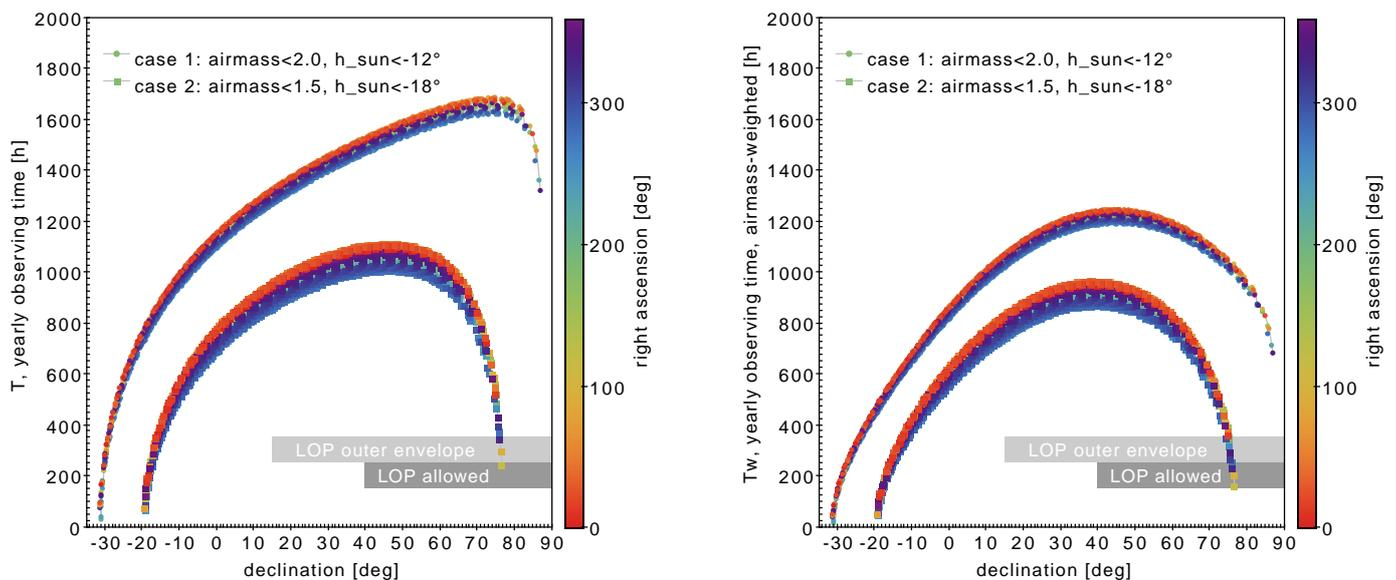 2000
1800
1600
1400
1200
1000
800
600
400
200
0
T, yearly observing time [h]
case 1: airmass<2.0, h_sun<-12°
case 2: airmass<1.5, h_sun<-18°
LOP outer envelope
LOP allowed
-30 -20 -10 0 10 20 30 40 50 60 70 80 90
declination [deg]
300
200
100
0
right ascension [deg]
2000
1800
1600
1400
1200
1000
800
600
400
200
0
Tw, yearly observing time, airmass-weighted [h]
case 1: airmass<2.0, h_sun<-12°
case 2: airmass<1.5, h_sun<-18°
LOP outer envelope
LOP allowed
-30 -20 -10 0 10 20 30 40 50 60 70 80 90
declination [deg]
300
200
100
0
right ascension [deg]